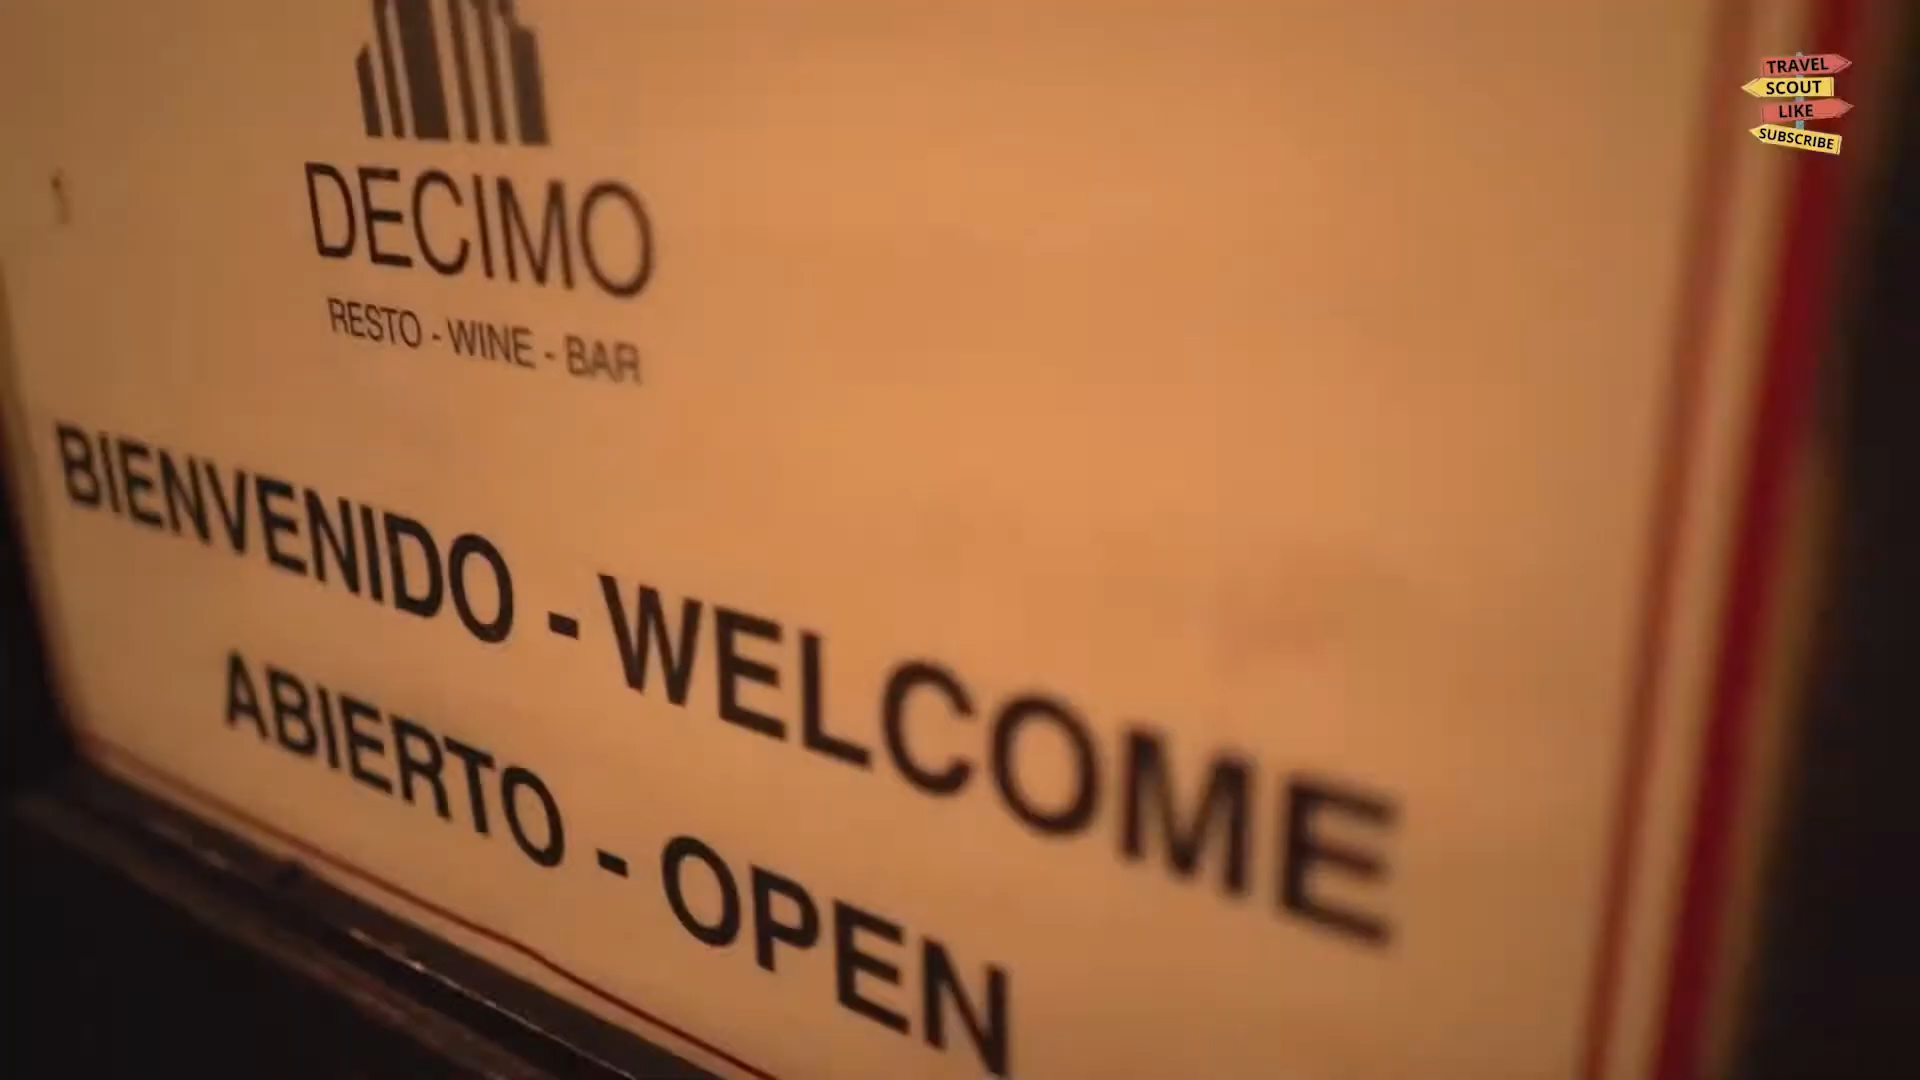 DECIMO
RESTO - WINE - BAR
BIENVENIDO - WELCOME
ABIERTO - OPEN
TRAVEL
SCOUT
LIKE
SUBSCRIBE